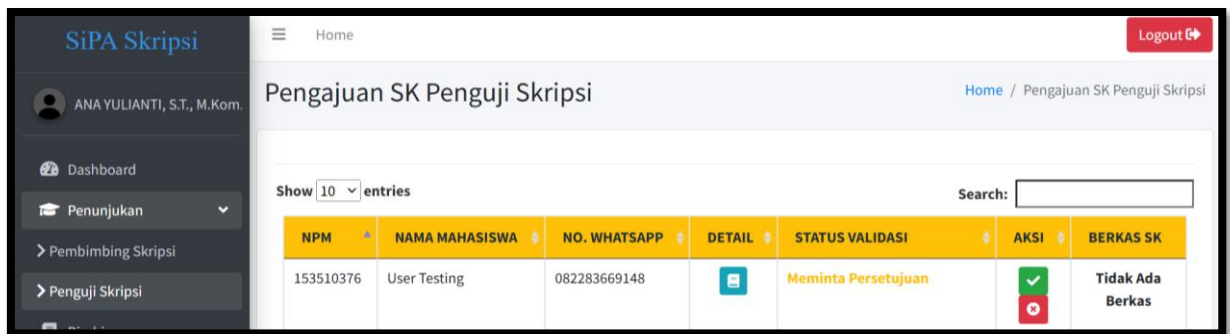 SiPA Skripsi
Home
Logout
ANA YULIANTI, S.T., M.Kom.
Pengajuan SK Penguji Skripsi
Home / Pengajuan SK Penguji Skripsi
Dashboard
Penunjukan
Pembimbing Skripsi
Penguji Skripsi
Show 10 entries
Search:
NPM NAMA MAHASISWA NO. WHATSAPP DETAIL STATUS VALIDASI AKSI BERKAS SK
153510376 User Testing 082283669148 Meminta Persetujuan Tidak Ada
Berkas